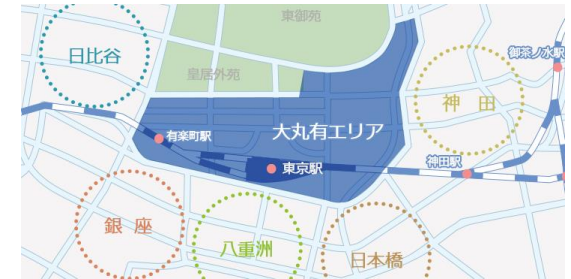 東御苑
御茶ノ水駅
日比谷
皇居外苑
神 田
有楽町駅
大丸有エリア
東京駅
神田駅
銀 座
八重洲
日本橋